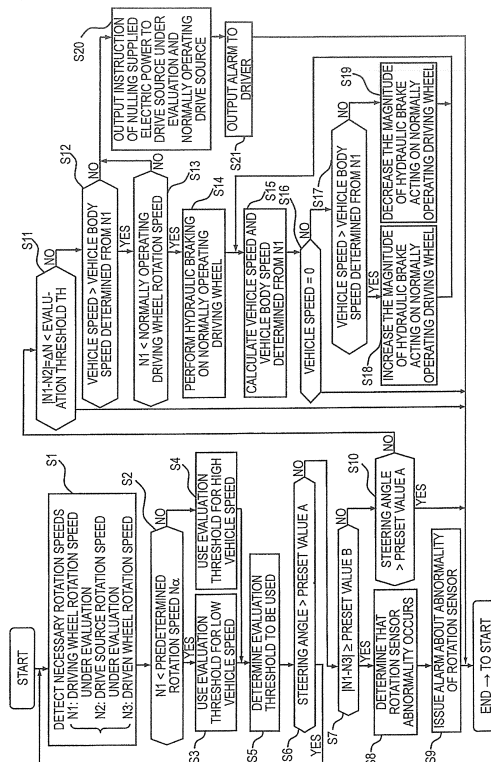 START
S1
DETECT NECESSARY ROTATION SPEEDS
N1: DRIVING WHEEL ROTATION SPEED
UNDER EVALUATION
N2: DRIVE SOURCE ROTATION SPEED
UNDER EVALUATION
N3: DRIVEN WHEEL ROTATION SPEED
S2
N1 < PREDETERMINED
ROTATION SPEED Nα
NO
YES
S3
USE EVALUATION
THRESHOLD FOR LOW
VEHICLE SPEED
S4
USE EVALUATION
THRESHOLD FOR HIGH
VEHICLE SPEED
S5
DETERMINE EVALUATION
THRESHOLD TO BE USED
S6
STEERING ANGLE > PRESET VALUE A
YES
NO
S7
|N1-N3| ≥ PRESET VALUE B
NO
YES
S8
DETERMINE THAT
ROTATION SENSOR
ABNORMALITY OCCURS
S9
ISSUE ALARM ABOUT ABNORMALITY
OF ROTATION SENSOR
S10
STEERING ANGLE
> PRESET VALUE A
NO
YES
END → TO START
S11
|N1-N2|=ΔN < EVALU-
ATION THRESHOLD TH
NO
S12
VEHICLE SPEED > VEHICLE BODY
SPEED DETERMINED FROM N1
NO
YES
S13
N1 < NORMALLY OPERATING
DRIVING WHEEL ROTATION SPEED
NO
YES
S14
PERFORM HYDRAULIC BRAKING
ON NORMALLY OPERATING
DRIVING WHEEL
S15
CALCULATE VEHICLE SPEED AND
VEHICLE BODY SPEED
DETERMINED FROM N1
S16
VEHICLE SPEED = 0
NO
S17
VEHICLE SPEED > VEHICLE BODY
SPEED DETERMINED FROM N1
NO
YES
S18
INCREASE THE MAGNITUDE
OF HYDRAULIC BRAKE
ACTING ON NORMALLY
OPERATING DRIVING WHEEL
S19
DECREASE THE MAGNITUDE
OF HYDRAULIC BRAKE
ACTING ON NORMALLY
OPERATING DRIVING WHEEL
S20
OUTPUT INSTRUCTION
OF NULLING SUPPLIED
ELECTRIC POWER TO
DRIVE SOURCE UNDER
EVALUATION AND
NORMALLY OPERATING
DRIVE SOURCE
S21
OUTPUT ALARM TO
DRIVER